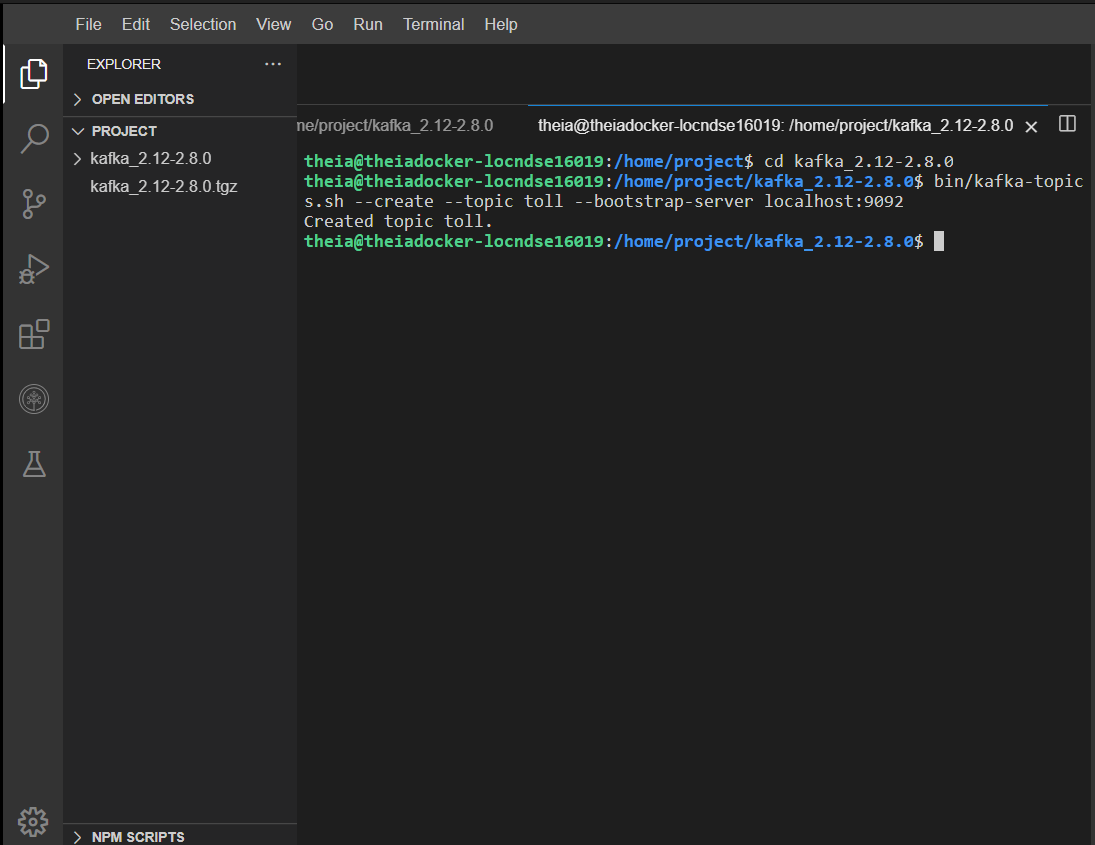 File Edit Selection View Go Run Terminal Help
EXPLORER
OPEN EDITORS
PROJECT
kafka_2.12-2.8.0
kafka_2.12-2.8.0.tgz
NPM SCRIPTS
me/project/kafka_2.12-2.8.0 theia@theiadocker-locndse16019: /home/project/kafka_2.12-2.8.0
theia@theiadocker-locndse16019:/home/project$ cd kafka_2.12-2.8.0
theia@theiadocker-locndse16019:/home/project/kafka_2.12-2.8.0$ bin/kafka-topic
s.sh --create --topic toll --bootstrap-server localhost:9092
Created topic toll.
theia@theiadocker-locndse16019:/home/project/kafka_2.12-2.8.0$